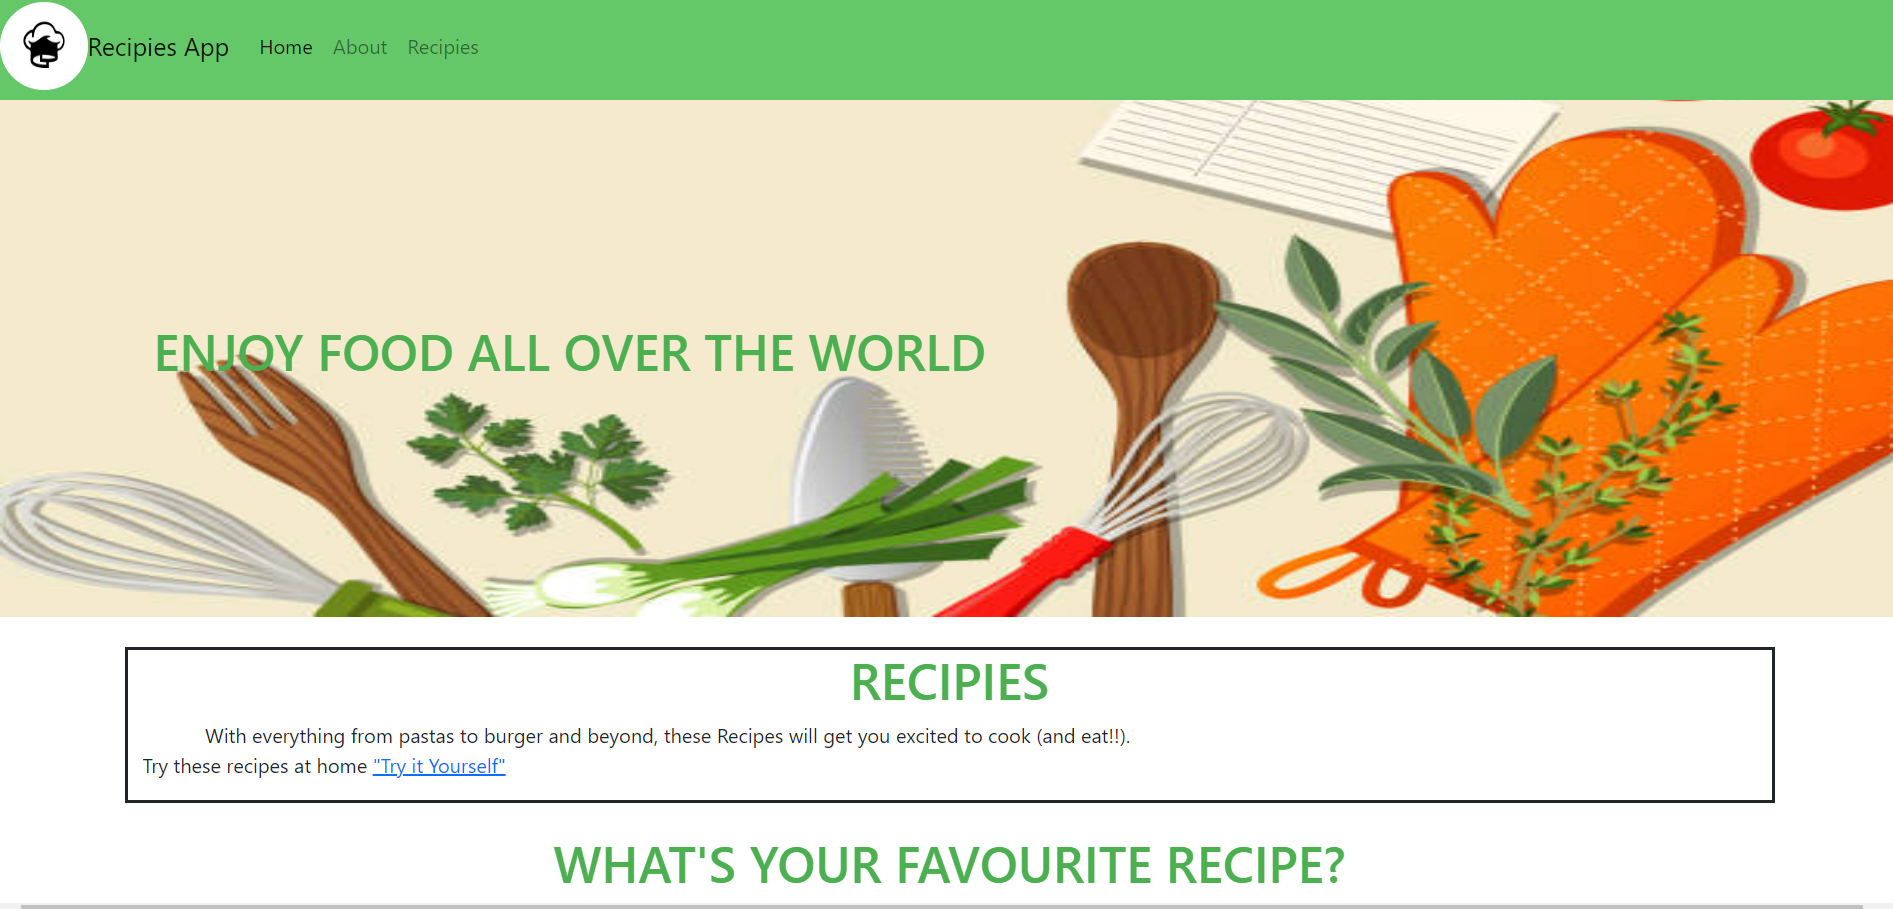 Recipies App Home About Recipies
ENJOY FOOD ALL OVER THE WORLD
RECIPIES
With everything from pastas to burger and beyond, these Recipes will get you excited to cook (and eat!!).
Try these recipes at home "Try it Yourself"
WHAT'S YOUR FAVOURITE RECIPE?